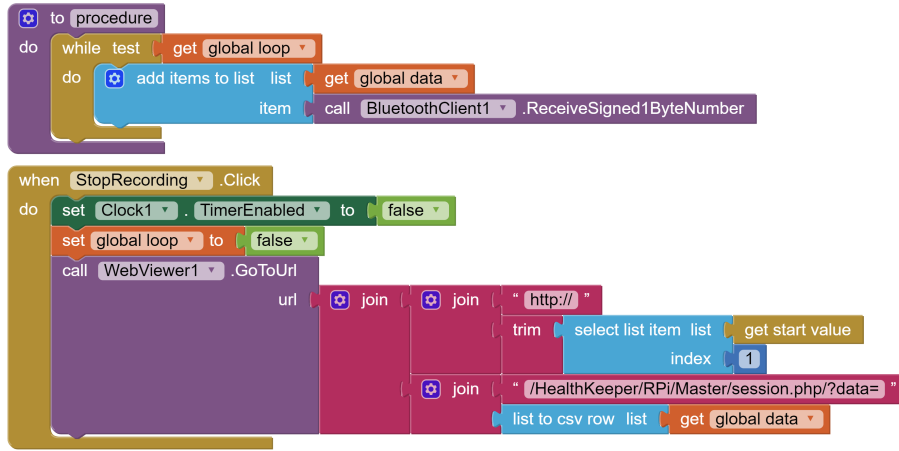 to procedure
do while test get global loop
do add items to list list get global data
item call BluetoothClient1 .ReceiveSigned1ByteNumber
when StopRecording .Click
do set Clock1 . TimerEnabled to false
set global loop to false
call WebViewer1 .GoToUrl
url join join “ http:// ”
trim select list item list get start value
index 1
join “ /HealthKeeper/RPi/Master/session.php/?data= ”
list to csv row list get global data